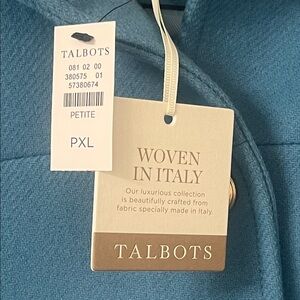 TALBOTS
081 02 00
380575 01
57380674
PETITE
PXL
WOVEN
IN ITALY
Our luxurious collection
is beautifully crafted from
fabric specially made in Italy.
TALBOTS